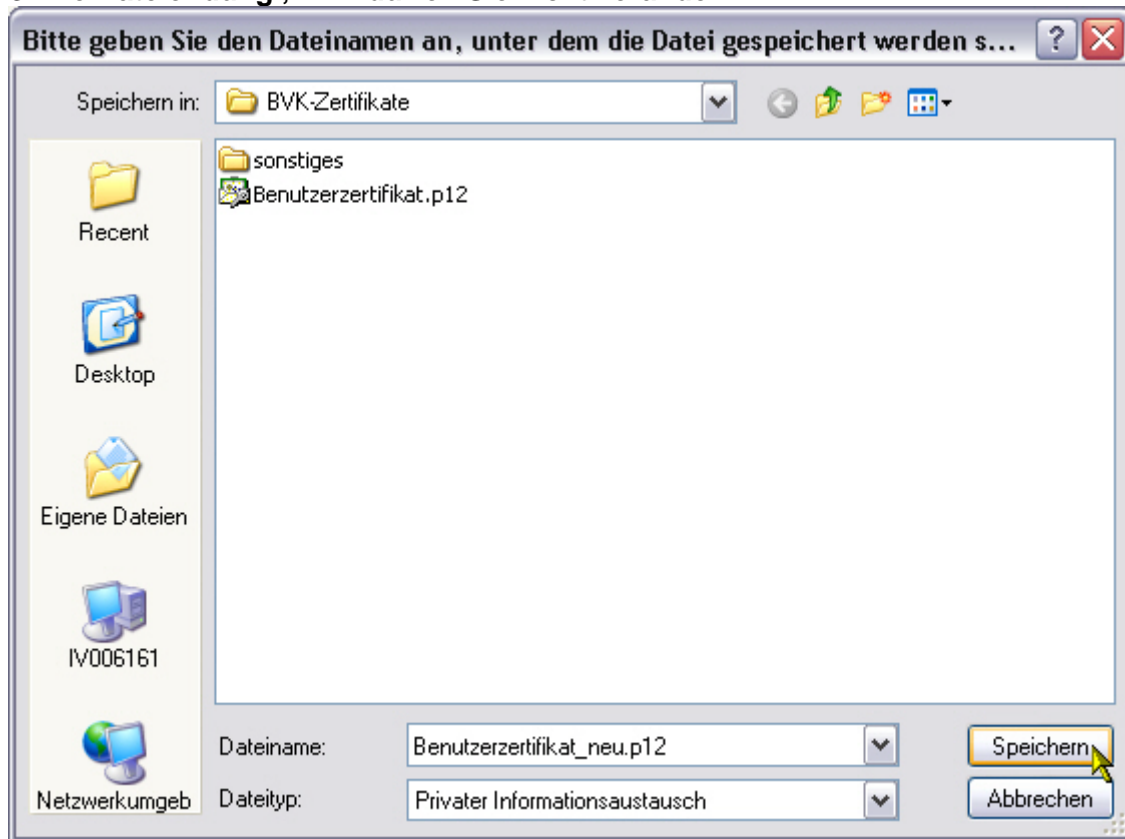 Bitte geben Sie den Dateinamen an, unter dem die Datei gespeichert werden s...
Speichern in:
BVK-Zertifikate
sonstiges
Benutzerzertifikat.p12
Recent
Desktop
Eigene Dateien
IV006161
Netzwerkumgeb
Dateiname:
Benutzerzertifikat_neu.p12
Speichern
Dateityp:
Privater Informationsaustausch
Abbrechen